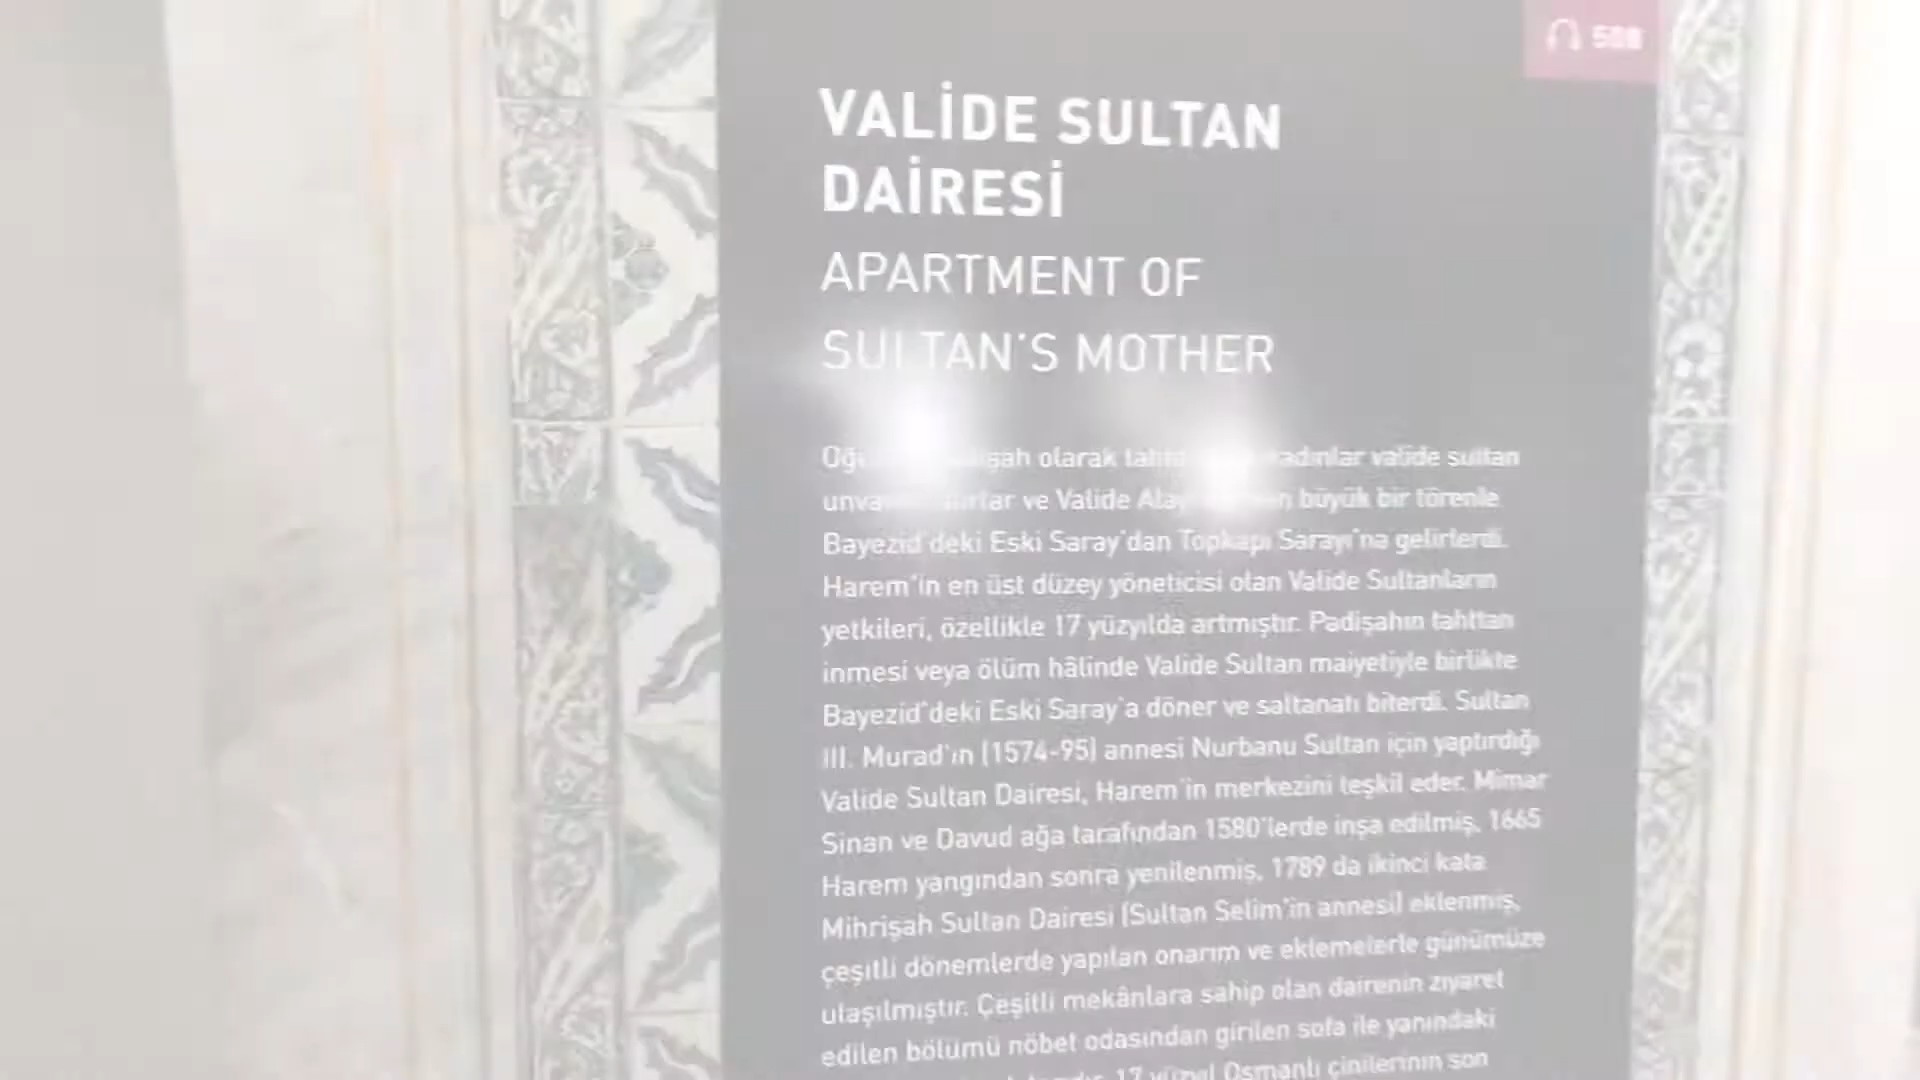 508
VALİDE SULTAN
DAİRESİ
APARTMENT OF
SULTAN'S MOTHER
olarak valide sultan
ve Valide büyük bir törenle
Bayezid'deki Eski Saray'dan Topkapı Sarayı'na gelirlerdi.
Harem'in en üst düzey yöneticisi olan Valide Sultanların
yetkileri, özellikle 17 yüzyılda artmıştır. Padişahın tahttan
inmesi veya ölüm hâlinde Valide Sultan maiyetiyle birlikte
Bayezid'deki Eski Saray'a döner ve saltanatı biterdi. Sultan
III. Murad'ın (1574-95) annesi Nurbanu Sultan için yaptırdığı
Valide Sultan Dairesi, Harem'in merkezini teşkil eder. Mimar
Sinan ve Davud ağa tarafından 1580'lerde inşa edilmiş, 1665
Harem yangından sonra yenilenmiş, 1789 da ikinci kata
Mihrişah Sultan Dairesi (Sultan Selim'in annesi) eklenmiş,
çeşitli dönemlerde yapılan onarım ve eklemelerle günümüze
ulaşılmıştır. Çeşitli mekânlara sahip olan dairenin ziyaret
edilen bölümü nöbet odasından girilen sofa ile yanındaki
17 yüzyıl Osmanlı çinilerinin son